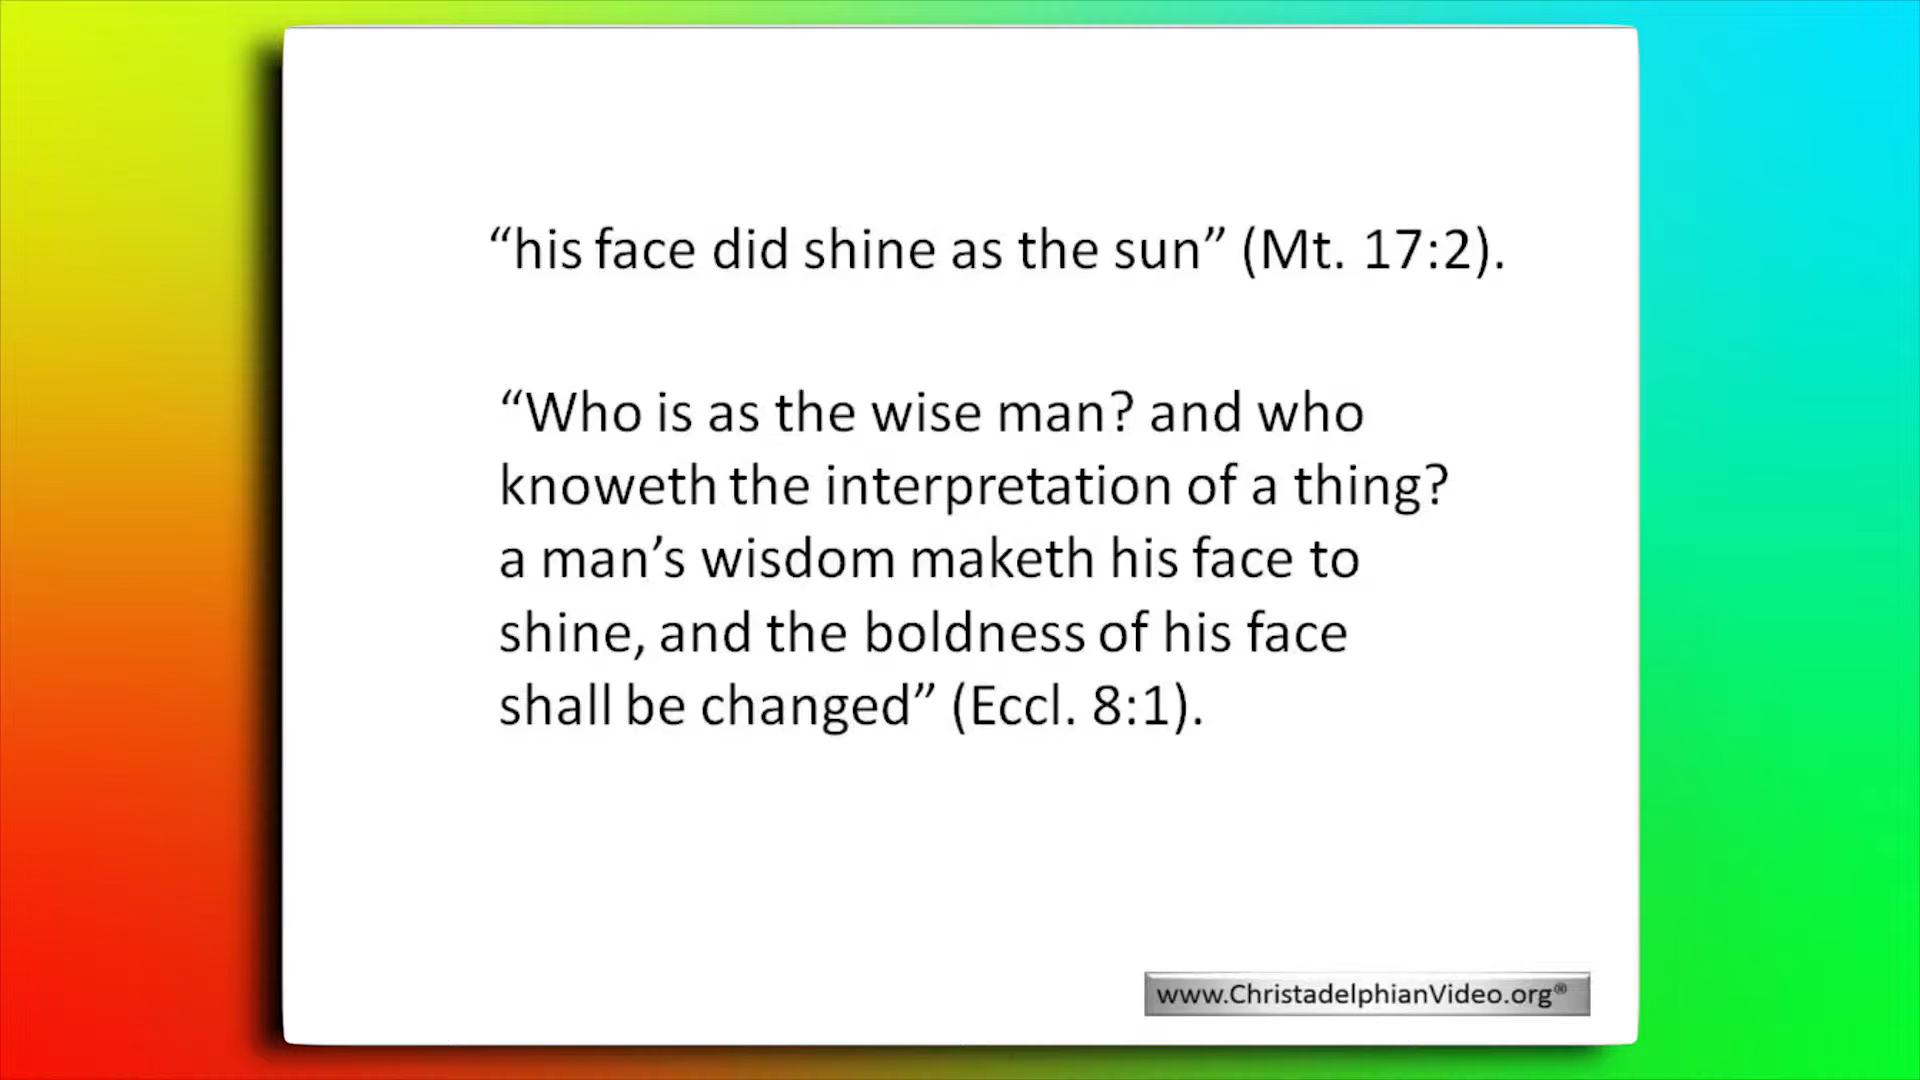 “his face did shine as the sun” (Mt. 17:2).
“Who is as the wise man? and who
knoweth the interpretation of a thing?
a man’s wisdom maketh his face to
shine, and the boldness of his face
shall be changed” (Eccl. 8:1).
www.ChristadelphianVideo.org®